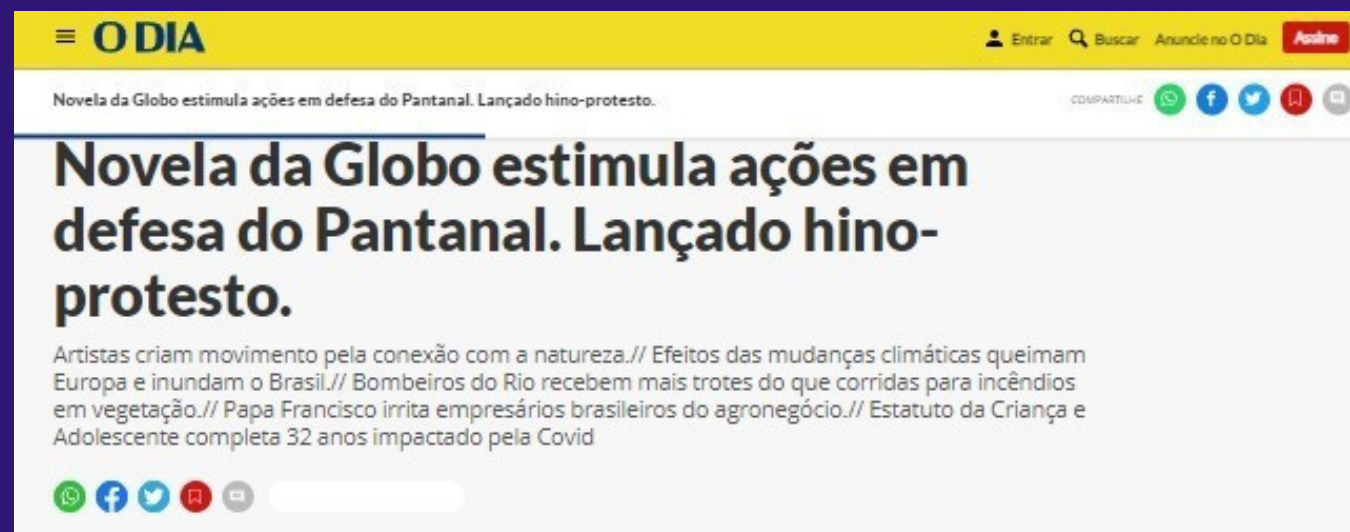 O DIA
Entrar Buscar Anuncie no O Dia Assine
Novela da Globo estimula ações em defesa do Pantanal. Lançado hino-protesto.
COMPARTILHE
Novela da Globo estimula ações em
defesa do Pantanal. Lançado hino-
protesto.
Artistas criam movimento pela conexão com a natureza.// Efeitos das mudanças climáticas queimam
Europa e inundam o Brasil.// Bombeiros do Rio recebem mais trotes do que corridas para incêndios
em vegetação.// Papa Francisco irrita empresários brasileiros do agronegócio.// Estatuto da Criança e
Adolescente completa 32 anos impactado pela Covid